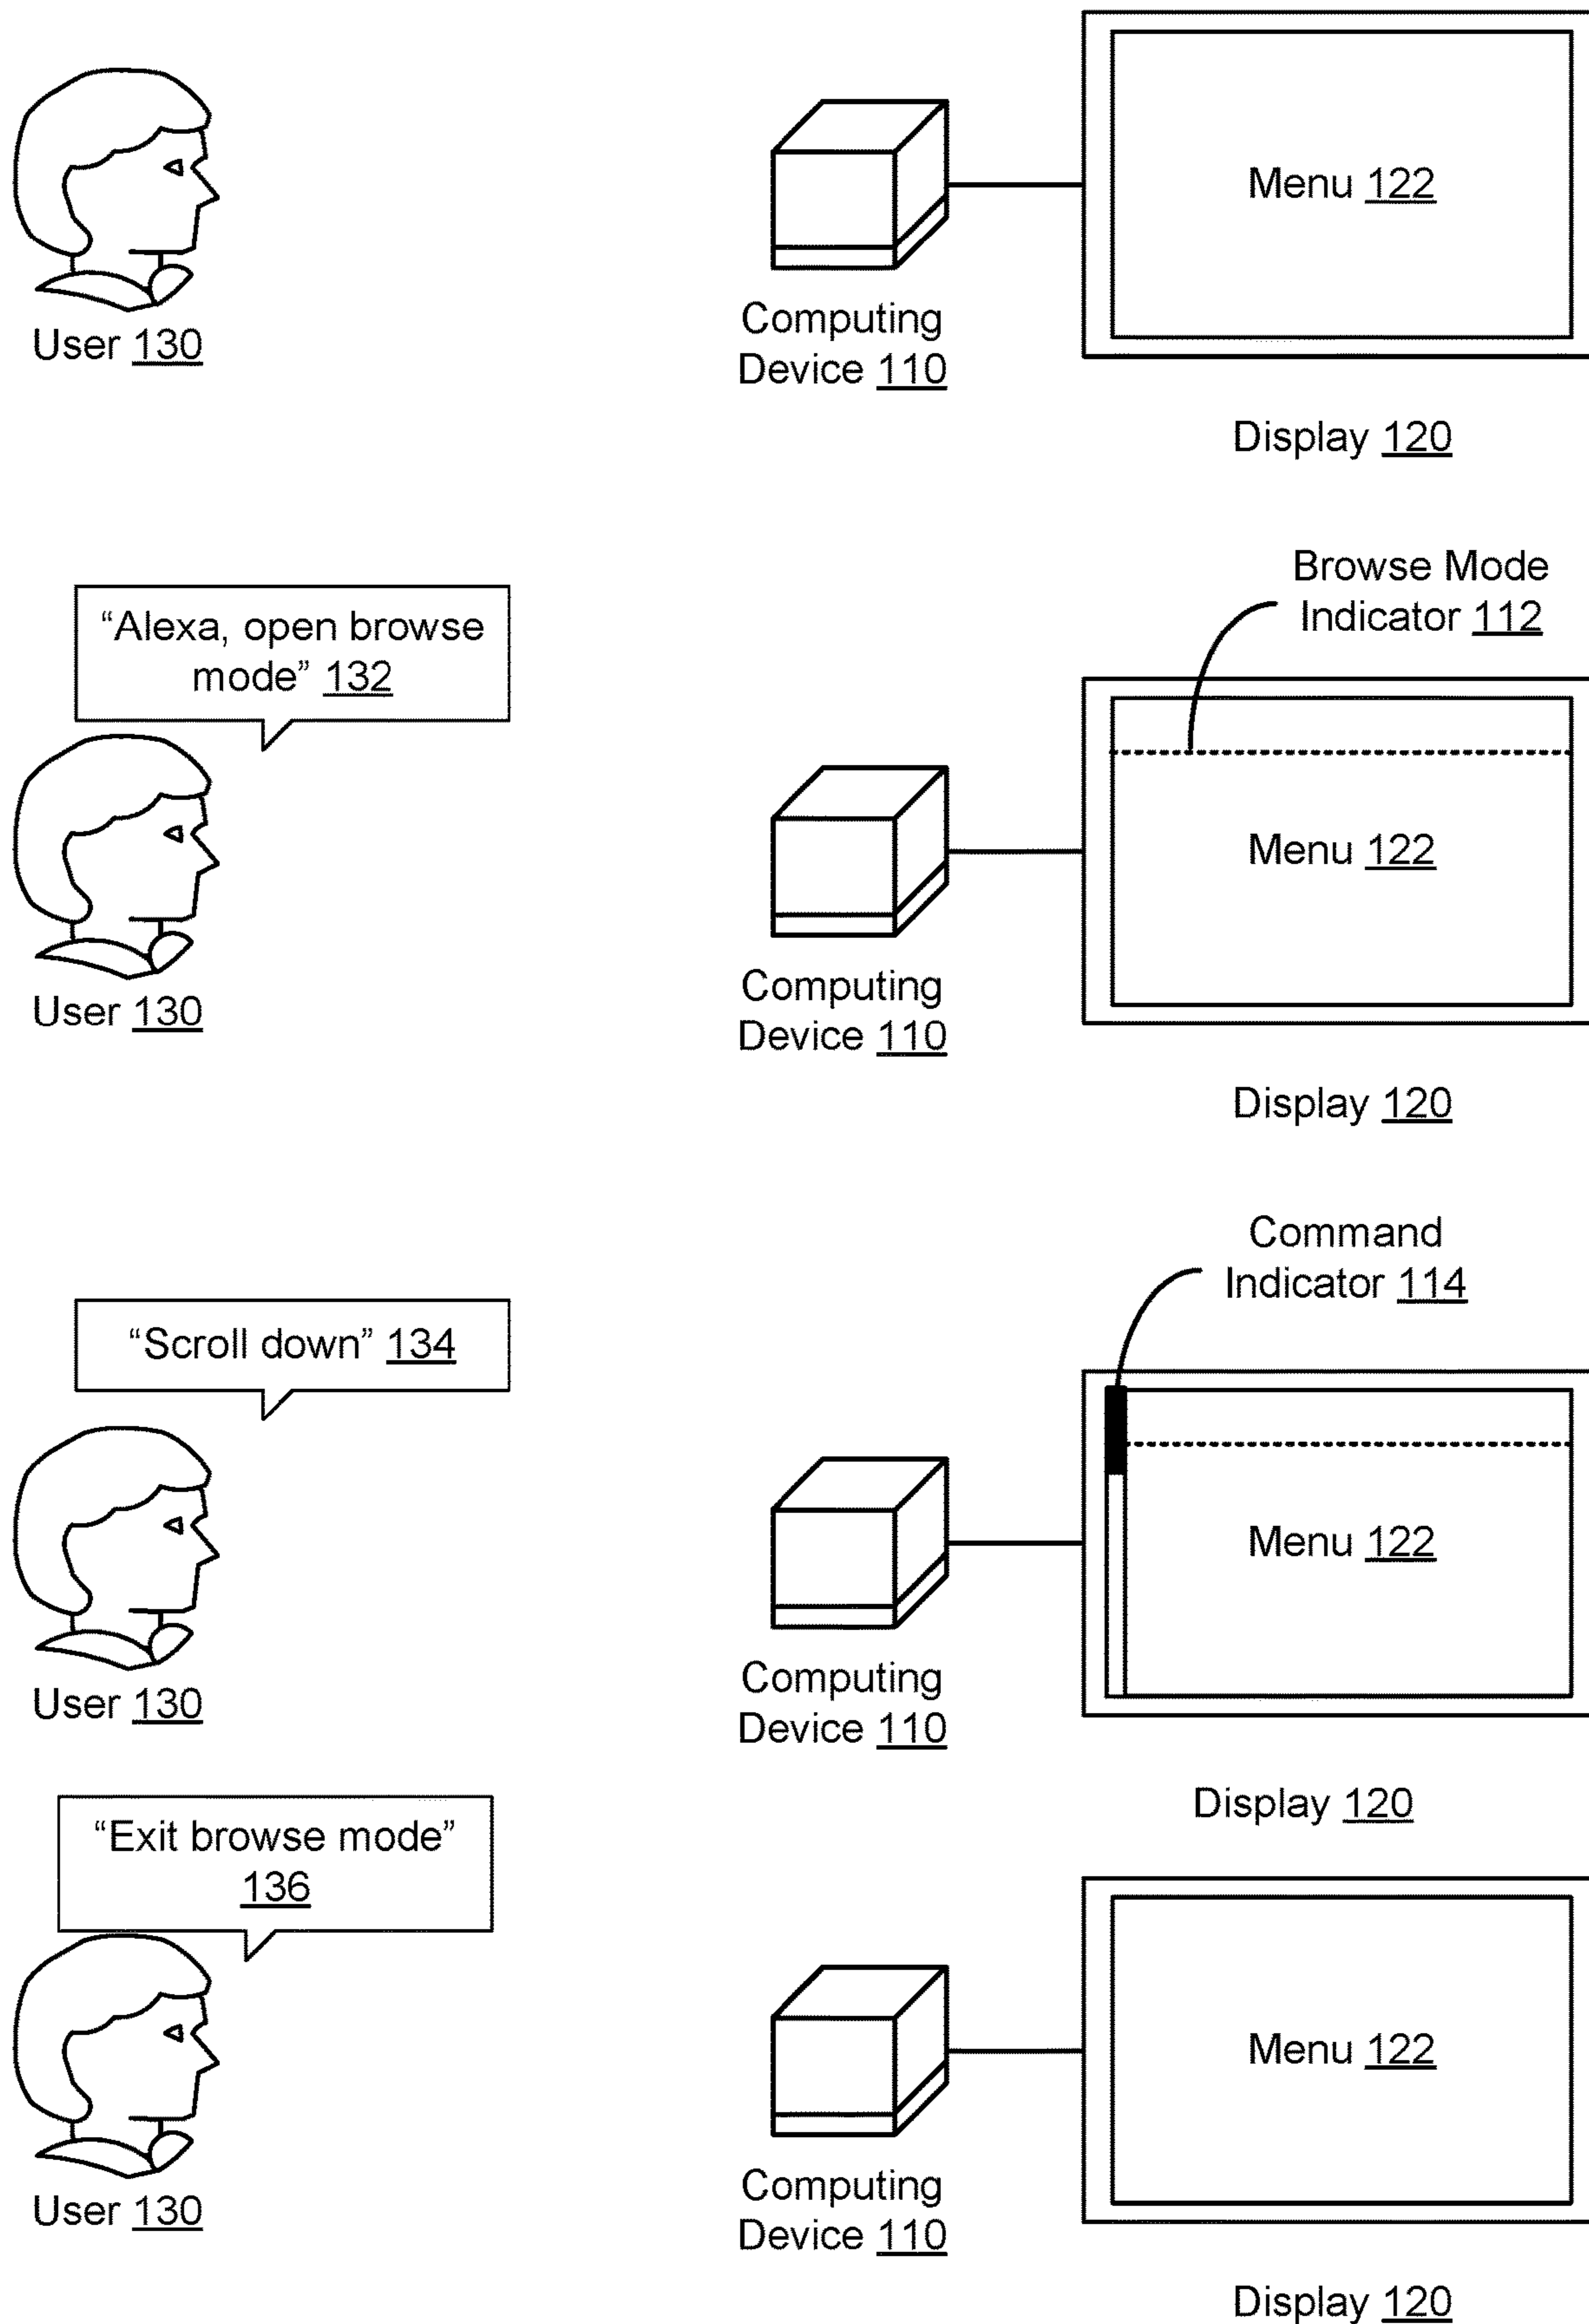 Menu 122
Computing
Device 110
User 130
Display 120
Browse Mode
Indicator 112
“Alexa, open browse
mode” 132
Menu 122
Computing
Device 110
User 130
Display 120
Command
Indicator 114
“Scroll down” 134
Menu 122
Computing
Device 110
User 130
Display 120
“Exit browse mode”
136
Menu 122
Computing
Device 110
User 130
Display 120